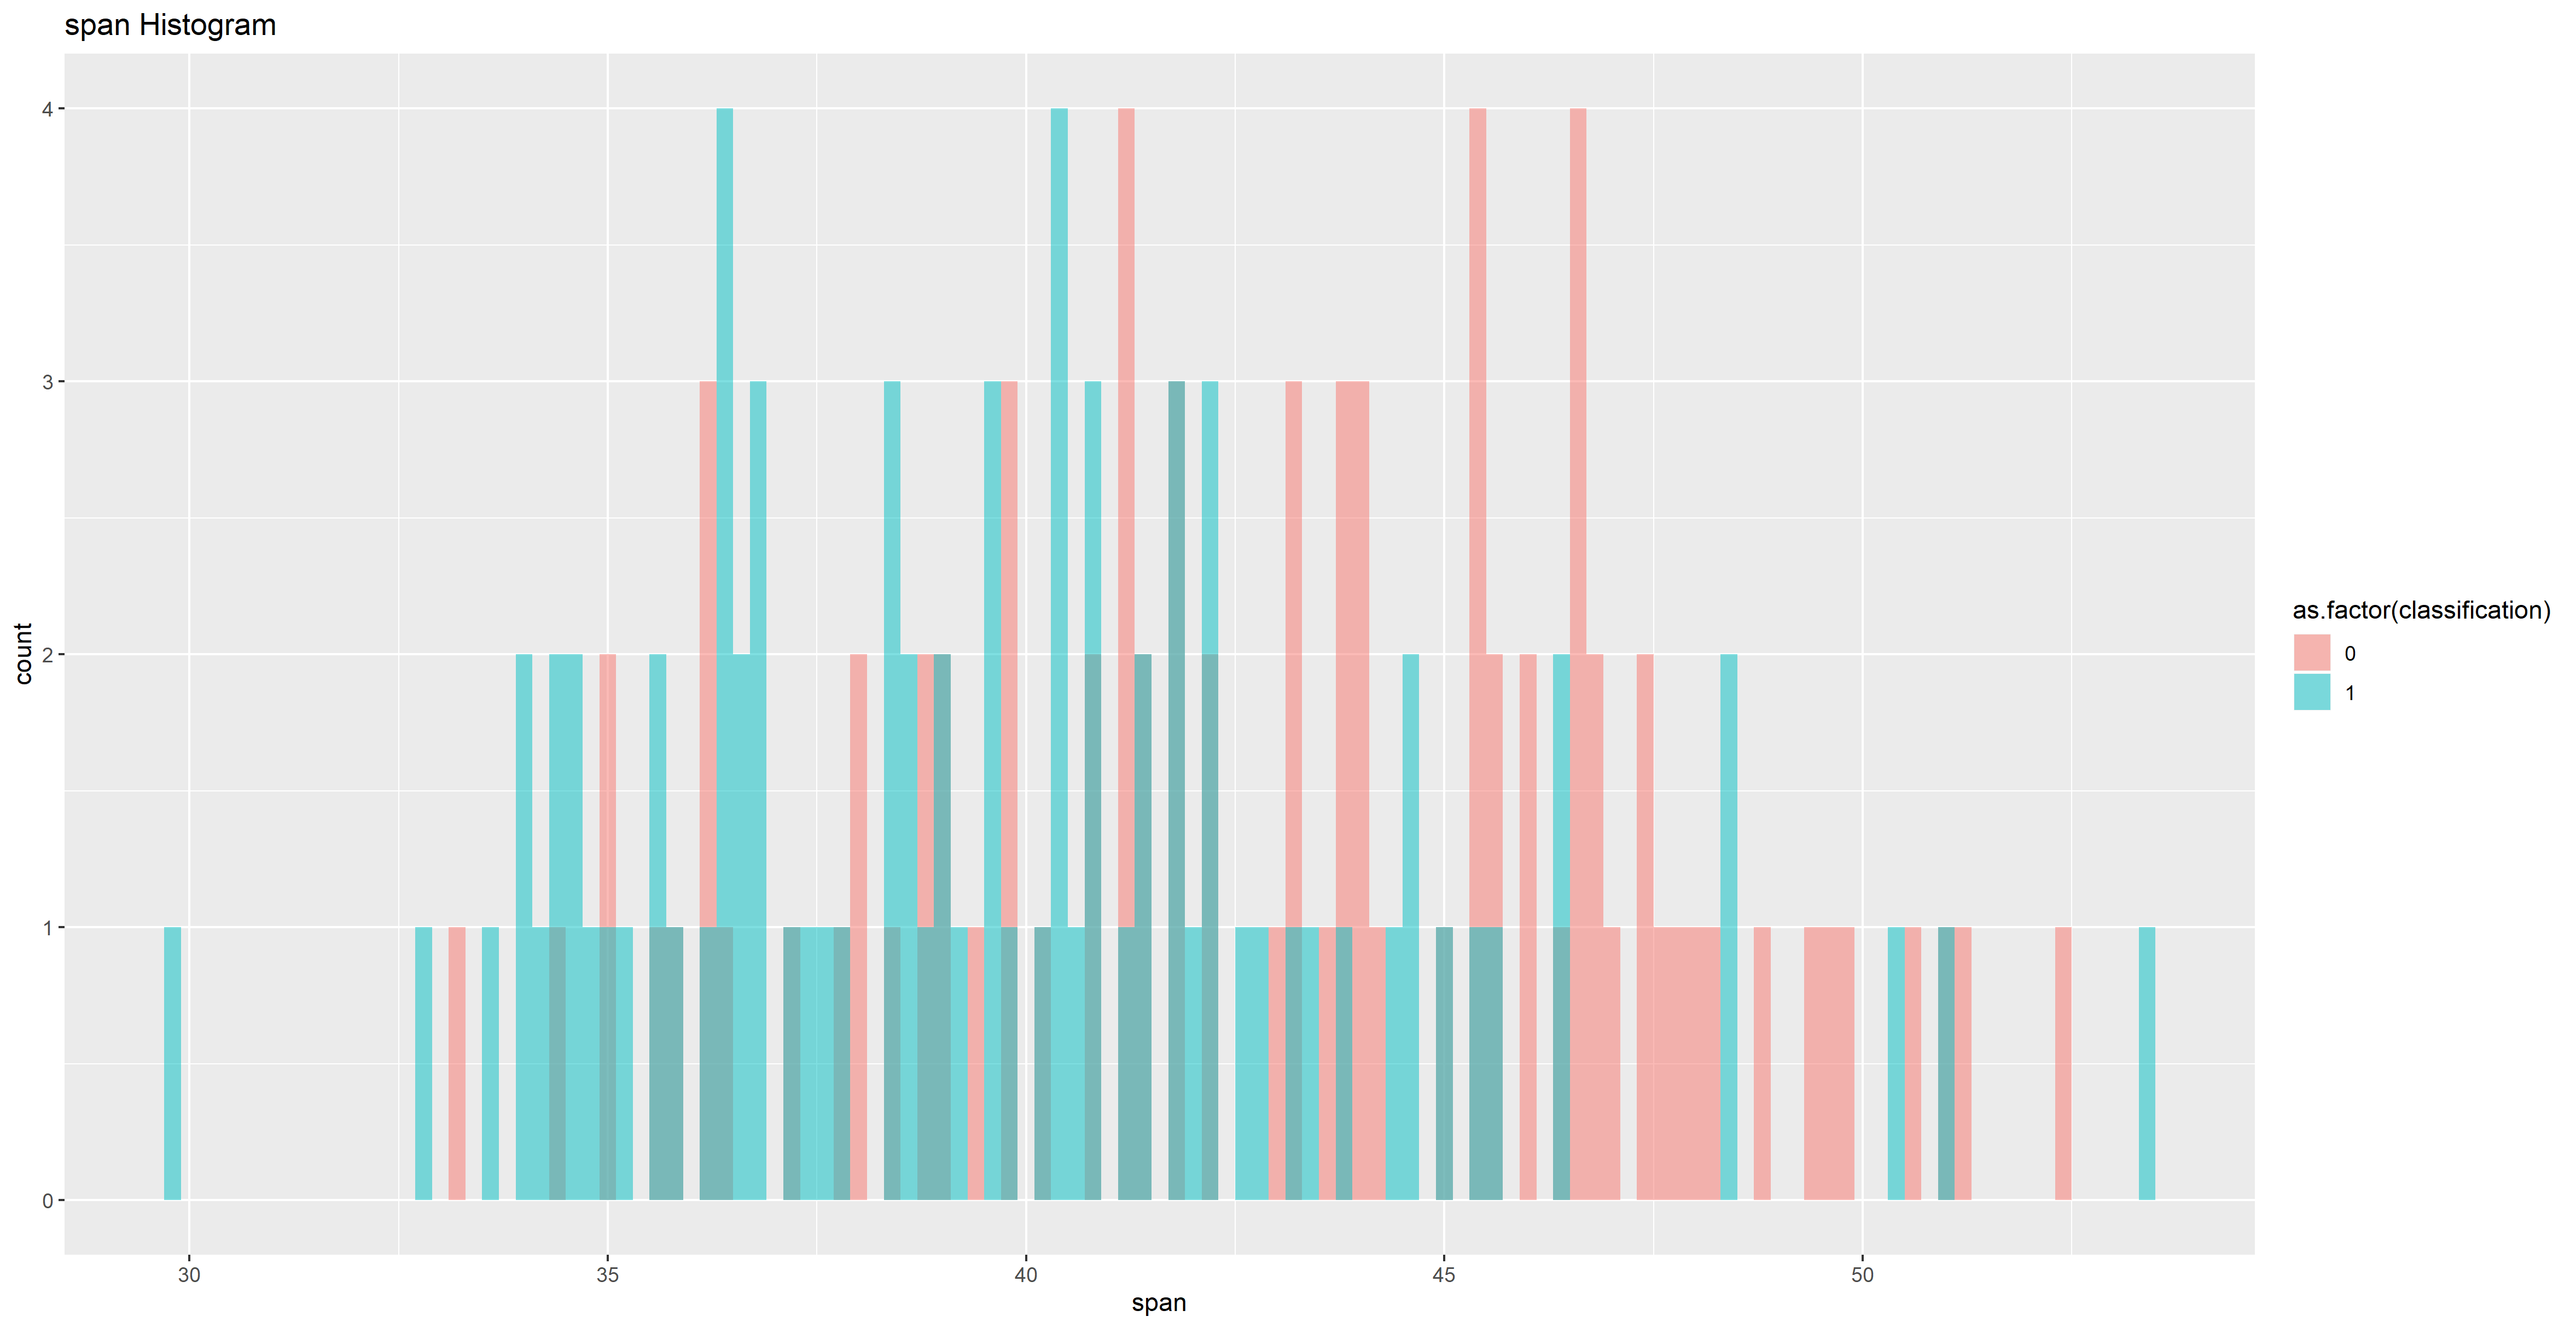 span Histogram
4
3
2
1
0
count
30 35 40 45 50
span
as.factor(classification)
0
1